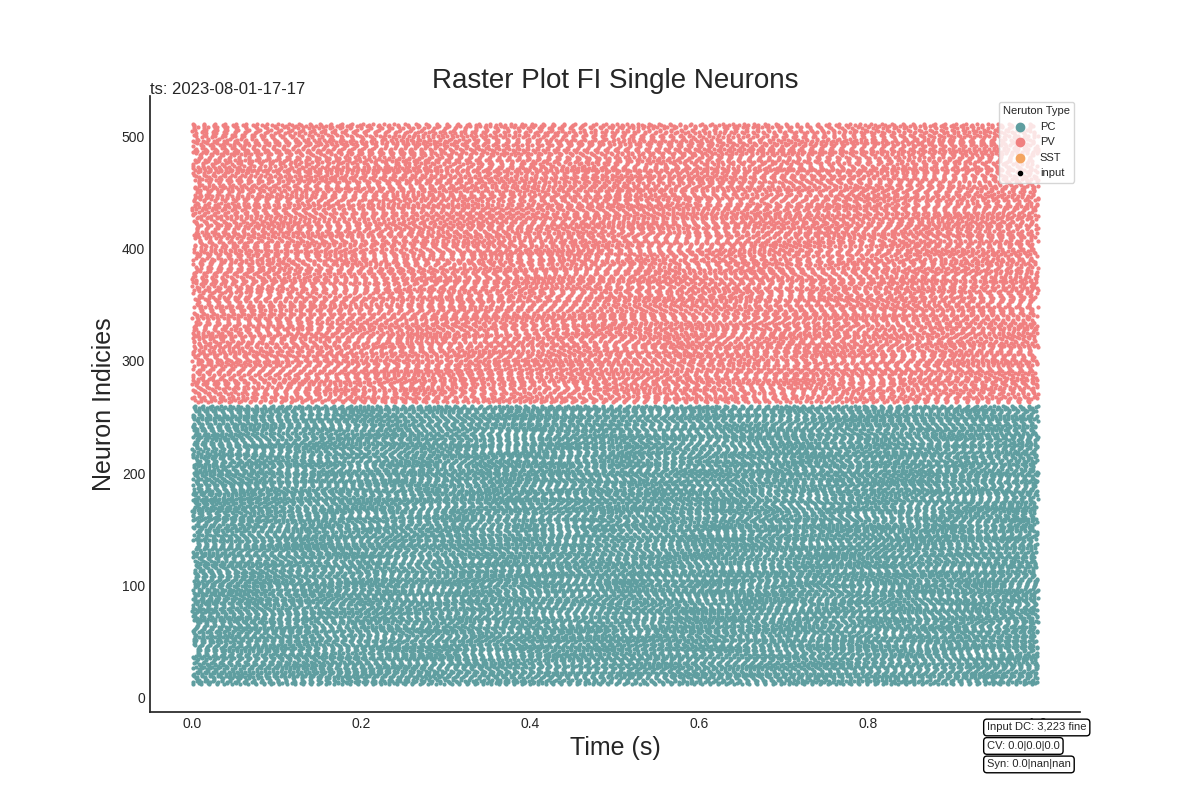 Raster Plot FI Single Neurons
ts: 2023-08-01-17-17
Neruton Type
PC
PV
SST
input
500
400
300
200
100
0
Neuron Indicies
0.0 0.2 0.4 0.6 0.8
Time (s)
Input DC: 3,223 fine
CV: 0.0|0.0|0.0
Syn: 0.0|nan|nan